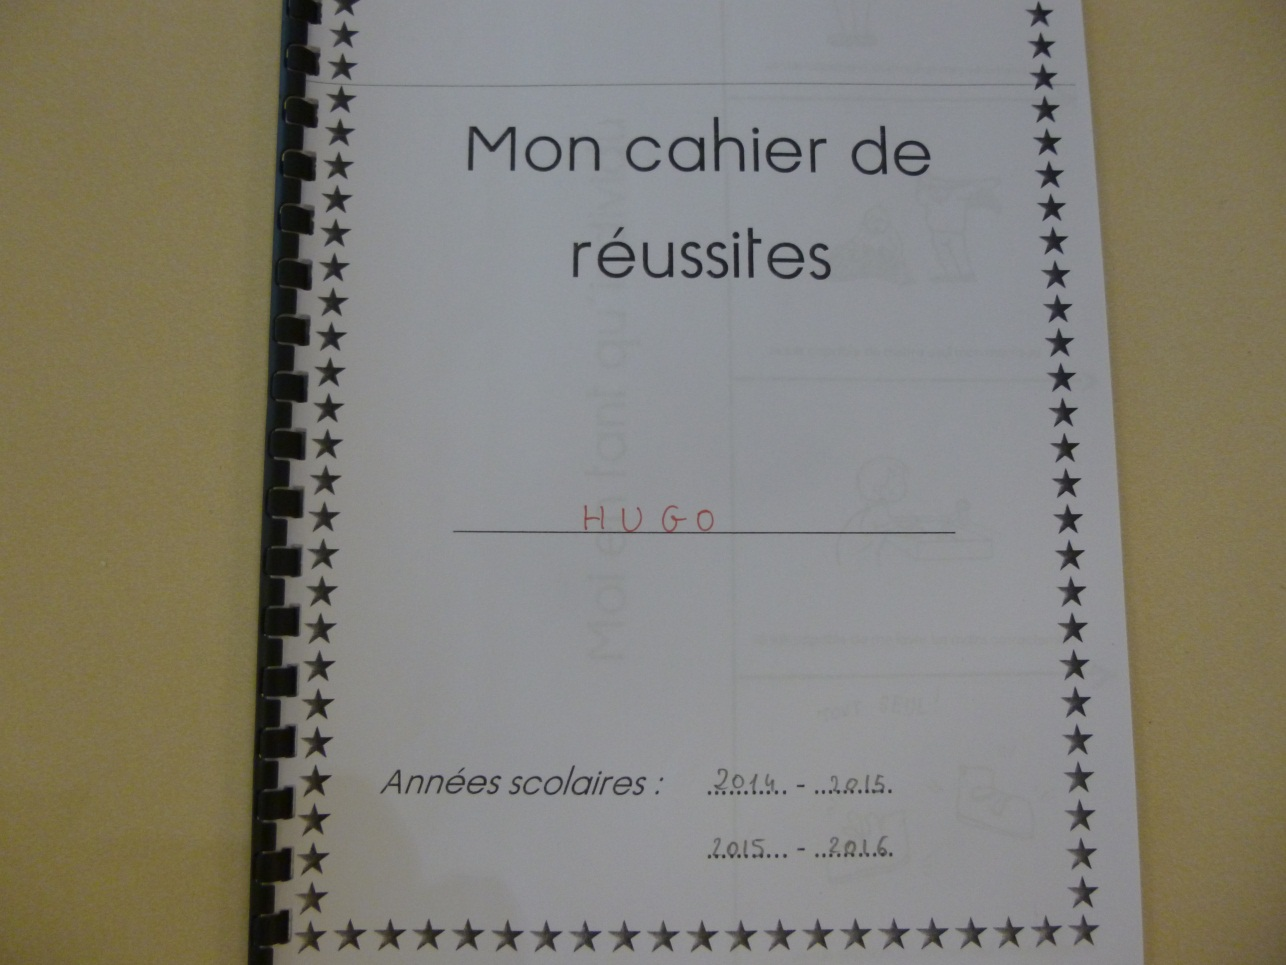 Mon cahier de
réussites
HUGO
Années scolaires : 2014 - 2015
2015 - 2016